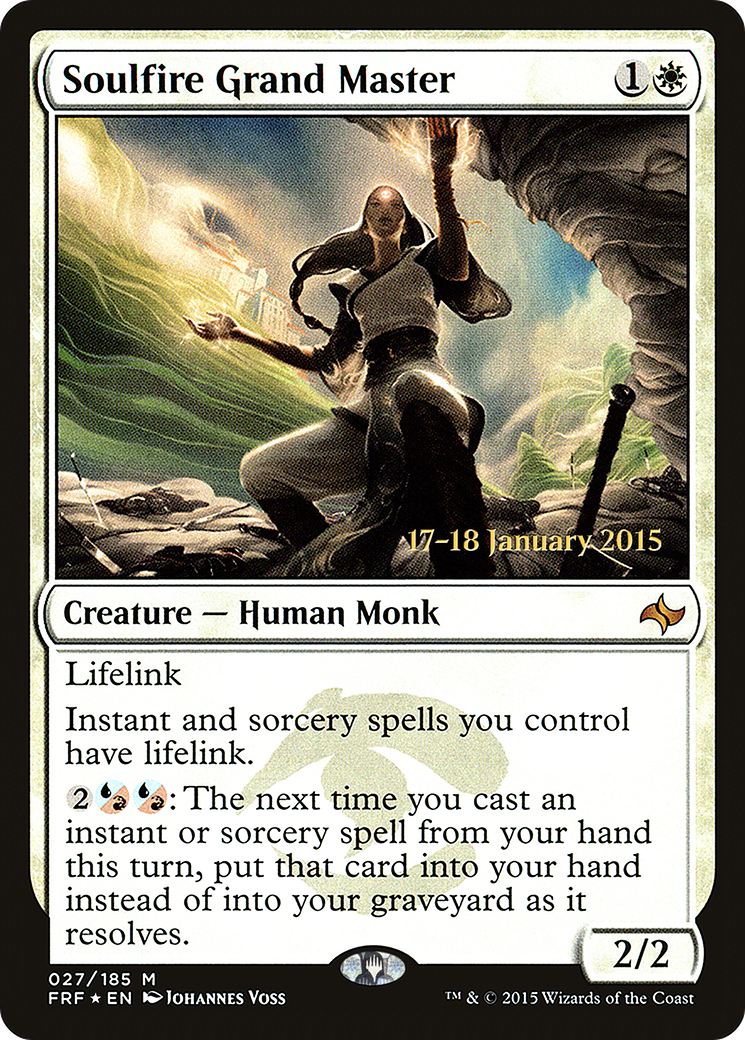 Soulfire Grand Master 1
17–18 January 2015
Creature — Human Monk
Lifelink
Instant and sorcery spells you control
have lifelink.
2 : The next time you cast an
instant or sorcery spell from your hand
this turn, put that card into your hand
instead of into your graveyard as it
resolves.
2/2
027/185 M
FRF ★ EN Johannes Voss
™ & © 2015 Wizards of the Coast